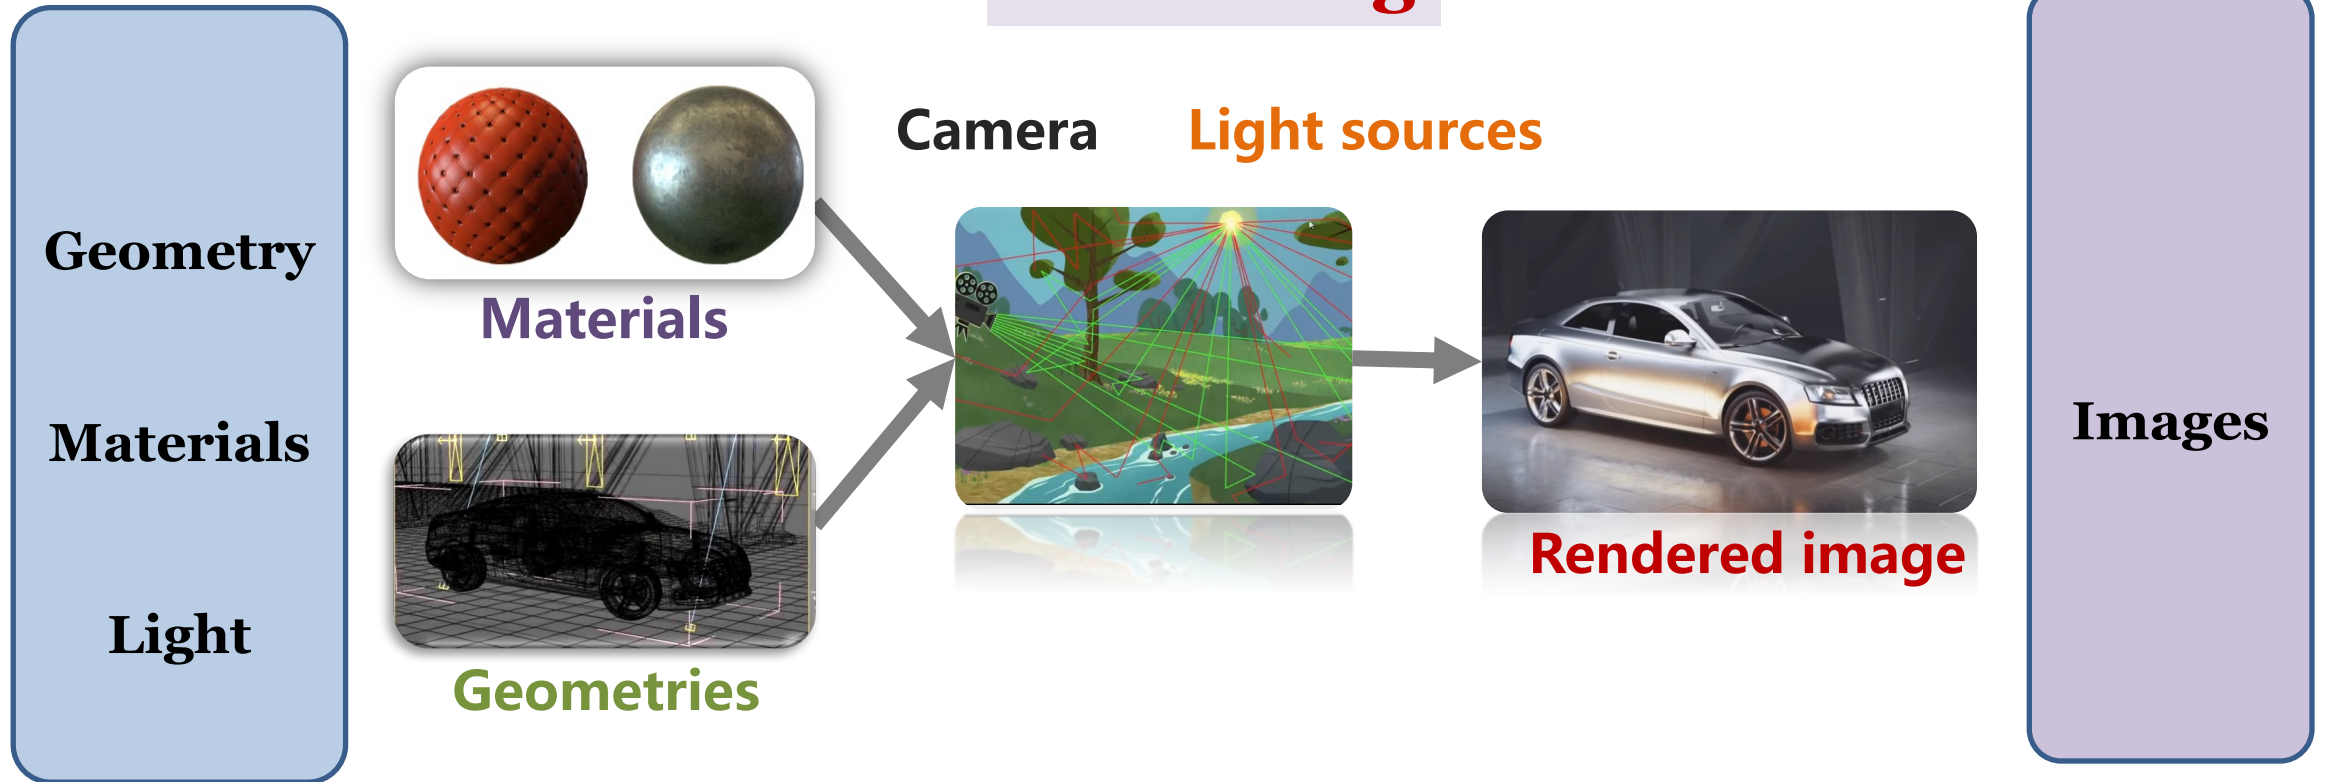 Geometry
Materials
Light
Materials
Geometries
Camera
Light sources
Rendered image
Images